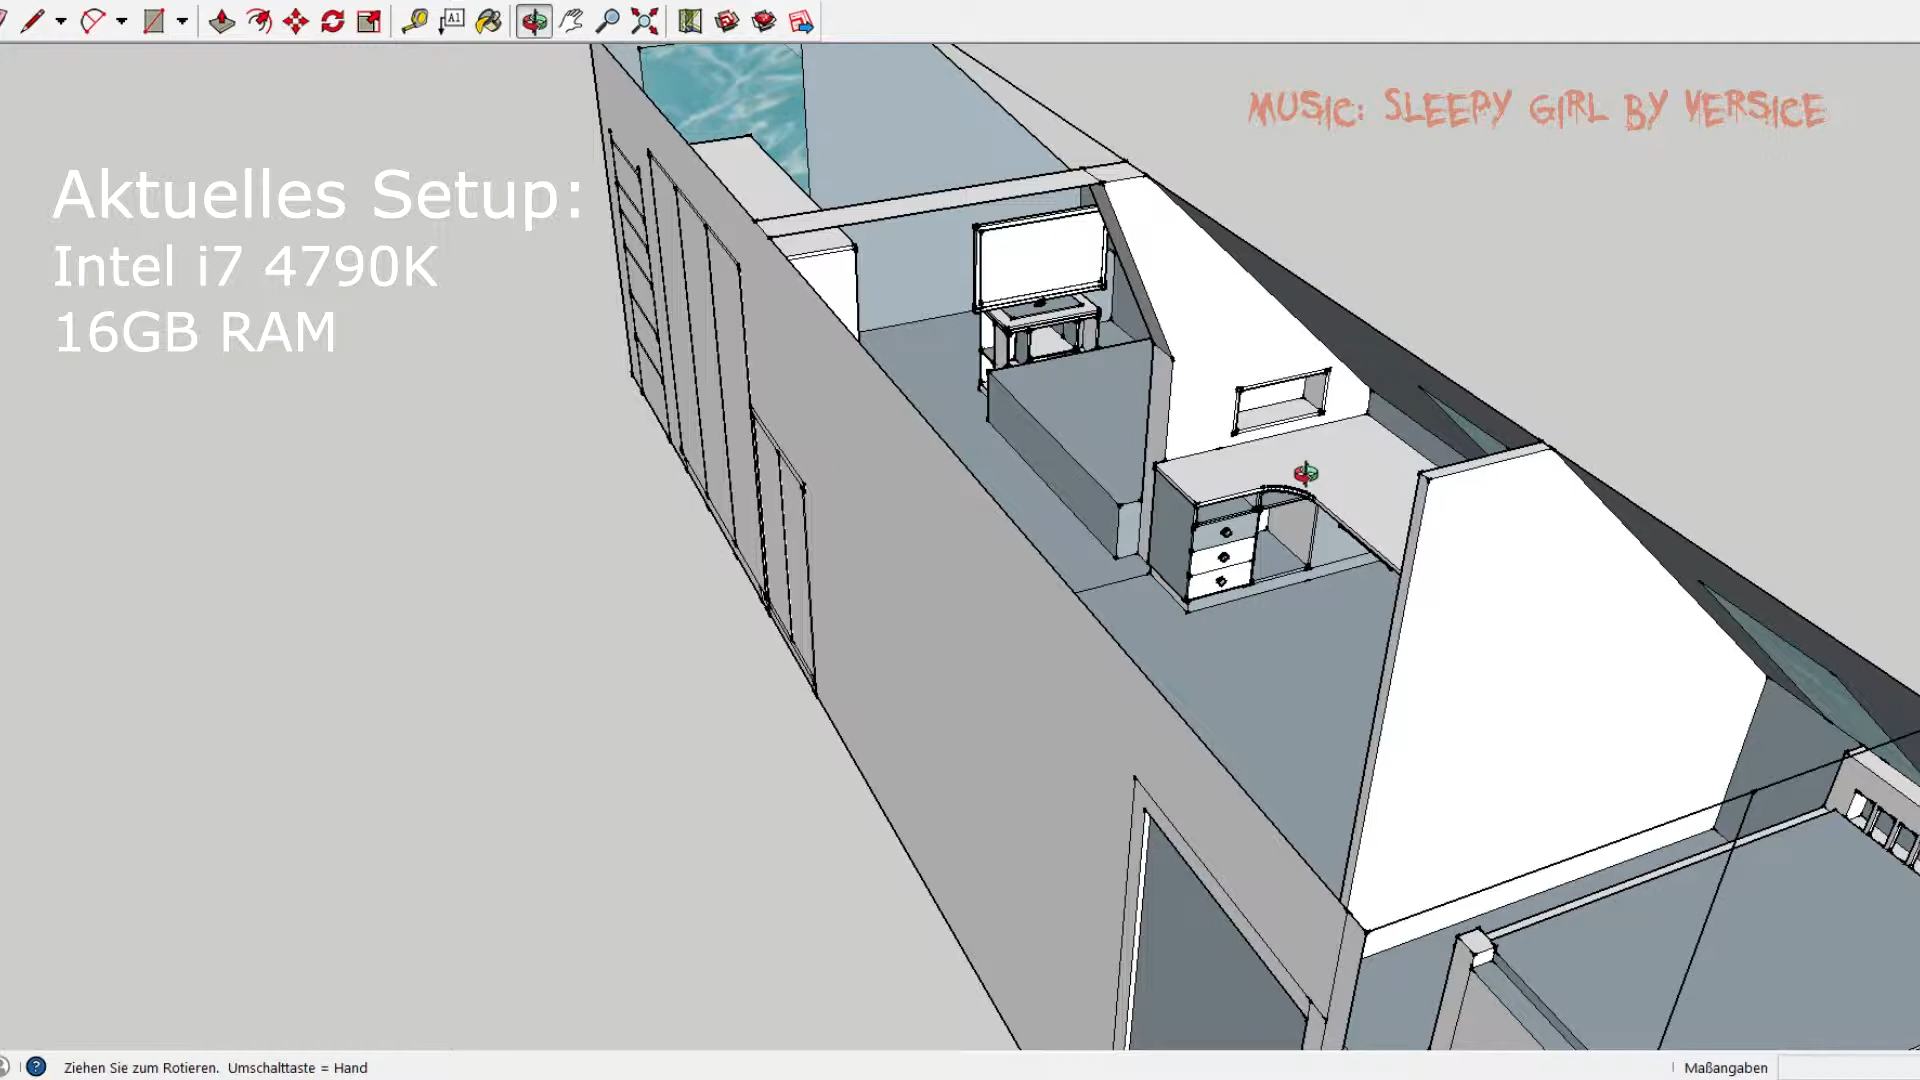 A1
MUSIC: SLEEPY GIRL BY VERSICE
Aktuelles Setup:
Intel i7 4790K
16GB RAM
Ziehen Sie zum Rotieren. Umschalttaste = Hand
Maßangaben